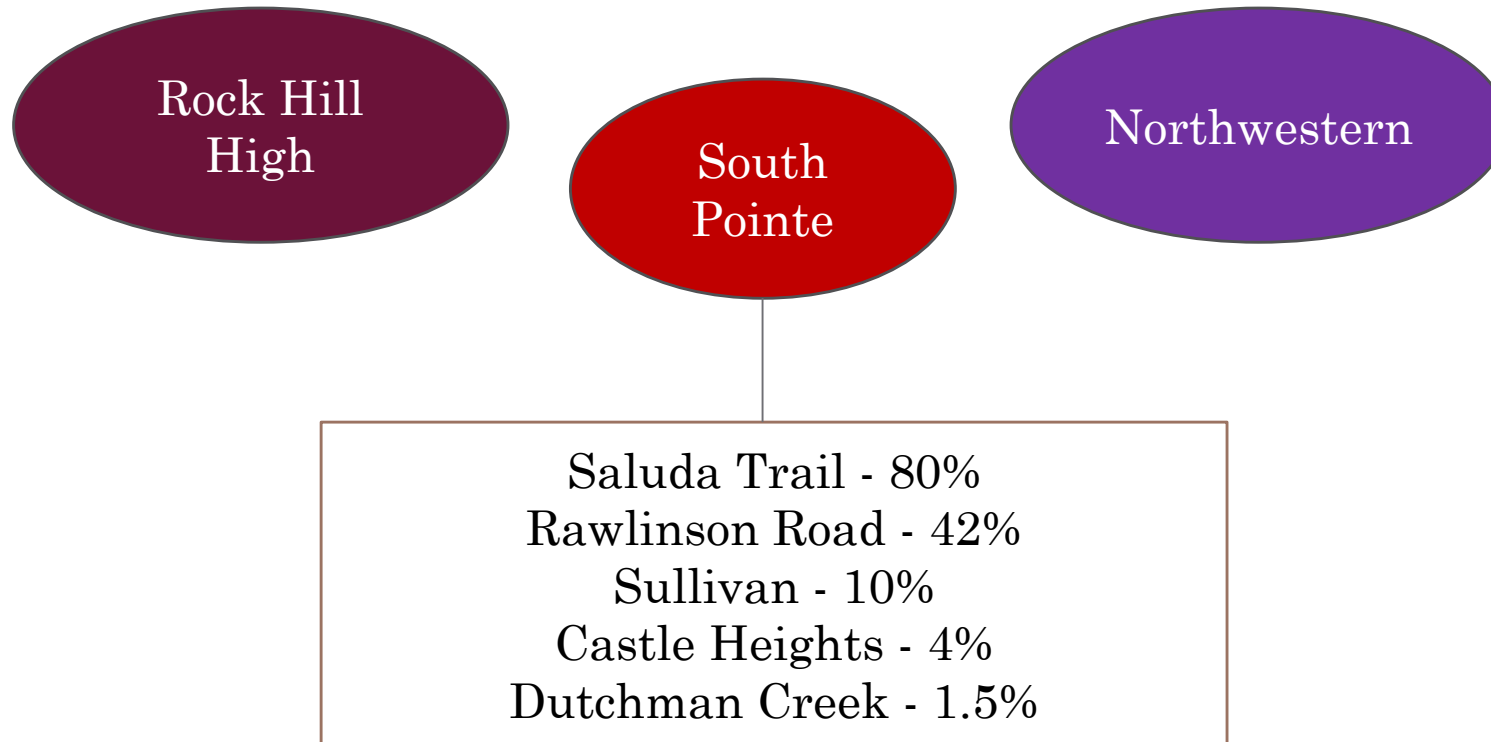 Rock Hill
High
South
Pointe
Northwestern
Saluda Trail - 80%
Rawlinson Road - 42%
Sullivan - 10%
Castle Heights - 4%
Dutchman Creek - 1.5%